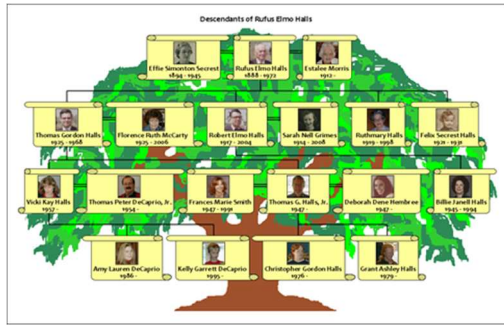 Descendants of Rufus Elmo Halls
Effie Simonton Secrest
1894 - 1945
Rufus Elmo Halls
1888 - 1972
Estalee Morris
1912 -
Thomas Gordon Halls
1925 - 1968
Florence Ruth McCarty
1925 - 2006
Robert Elmo Halls
1917 - 2004
Sarah Nell Grimes
1914 - 2008
Ruthmary Halls
1919 - 1998
Felix Secrest Halls
1921 - 1931
Vicki Kay Halls
1957 -
Thomas Peter DeCaprio, Jr.
1954 -
Frances Marie Smith
1947 - 1991
Thomas G. Halls, Jr.
1947 -
Deborah Dene Hembree
1947 -
Billie Janell Halls
1945 - 1994
Amy Lauren DeCaprio
1986 -
Kelly Garrett DeCaprio
1995 -
Christopher Gordon Halls
1976 -
Grant Ashley Halls
1979 -